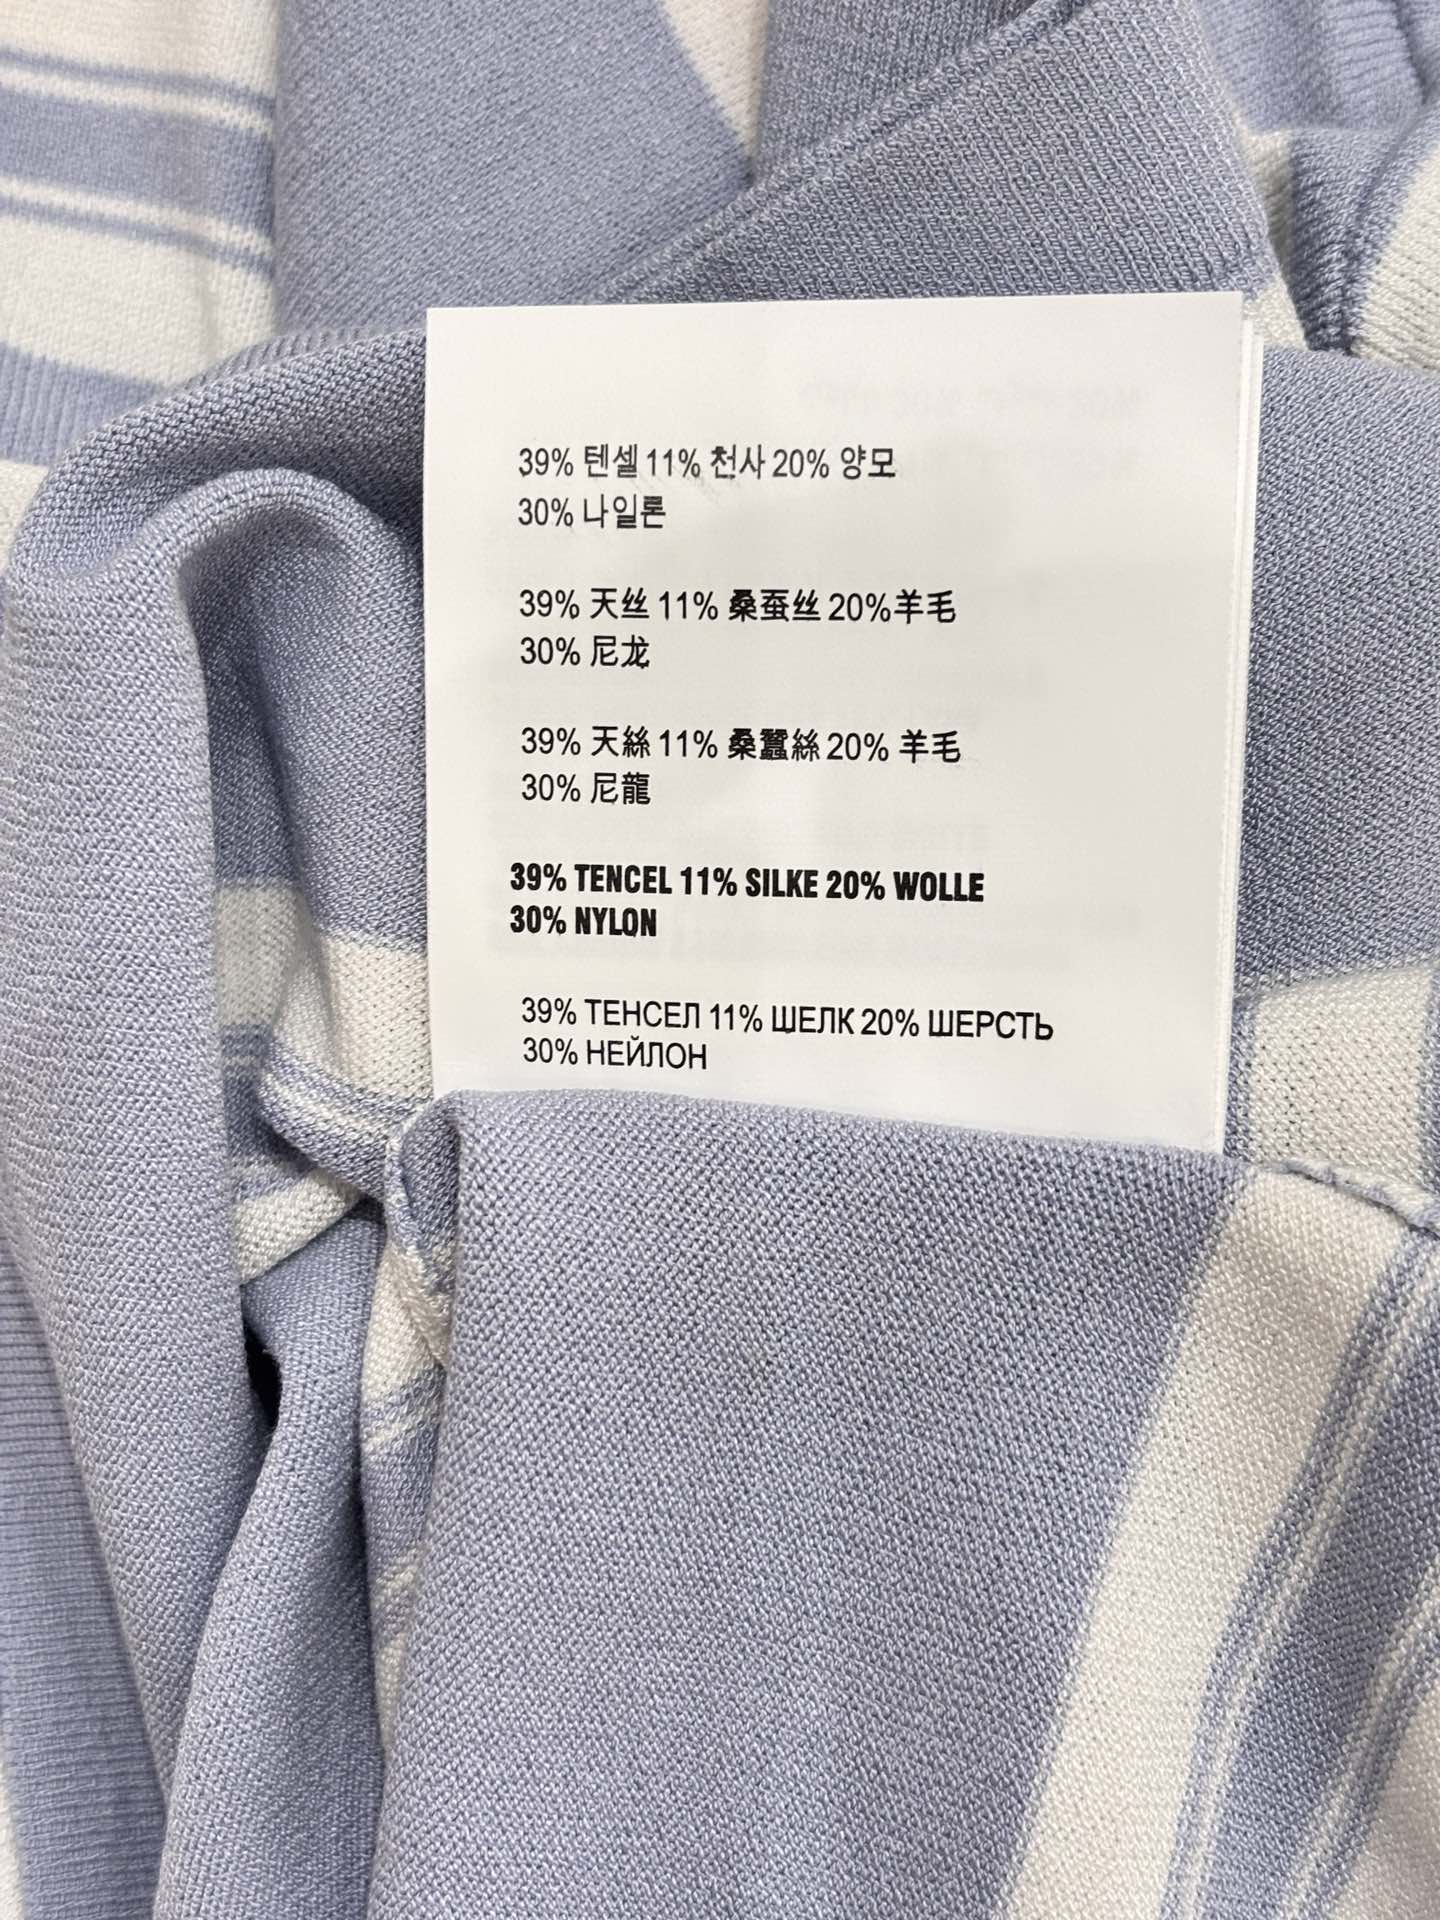 39% 텐셀 11% 천사 20% 양모
30% 나일론
39% 天丝 11% 桑蚕丝 20%羊毛
30% 尼龙
39% 天絲 11% 桑蠶絲 20% 羊毛
30% 尼龍
39% TENCEL 11% SILKE 20% WOLLE
30% NYLON
39% ТЕНСЕЛ 11% ШЕЛК 20% ШЕРСТЬ
30% НЕЙЛОН